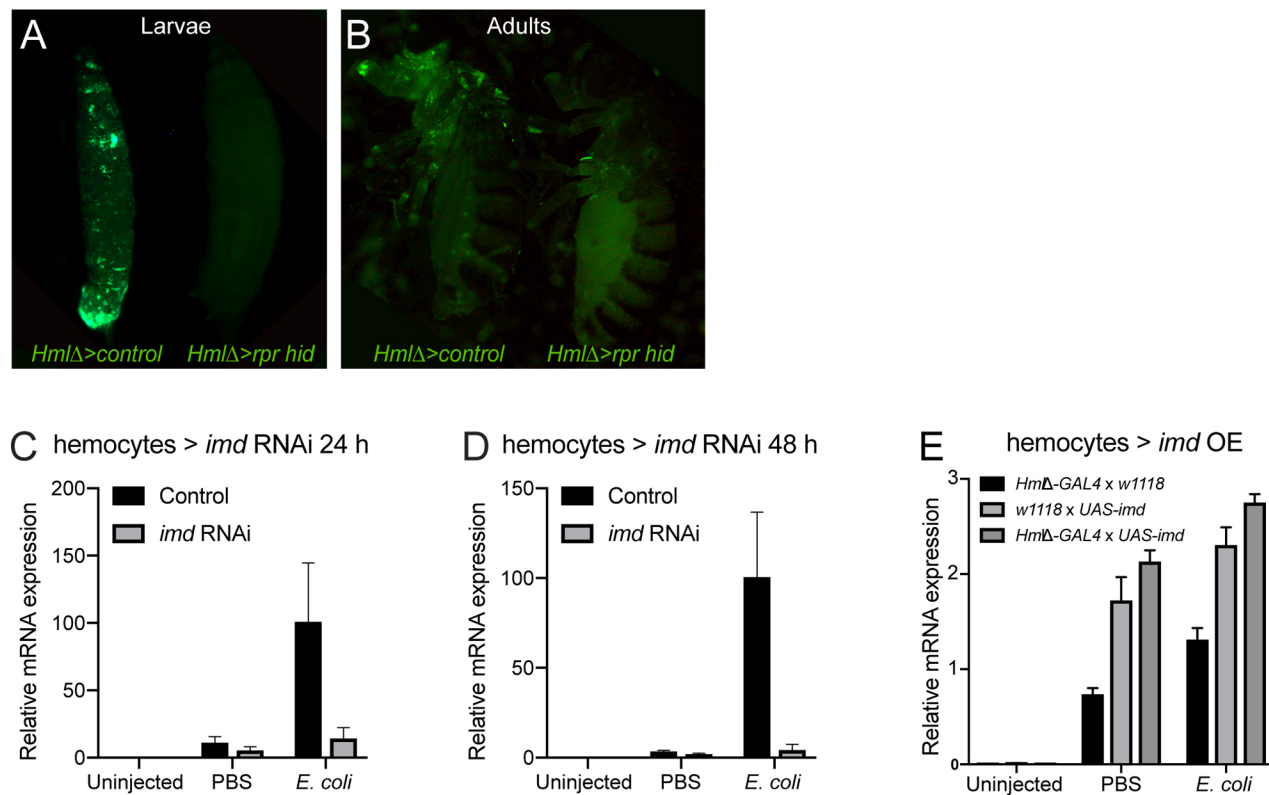 A
Larvae
HmlΔ>control
HmlΔ>rpr hid
B
Adults
HmlΔ>control
HmlΔ>rpr hid
C
hemocytes > imd RNAi 24 h
Relative mRNA expression
200
150
100
50
0
Control
imd RNAi
Uninjected
PBS
E. coli
D
hemocytes > imd RNAi 48 h
Relative mRNA expression
150
100
50
0
Control
imd RNAi
Uninjected
PBS
E. coli
E
hemocytes > imd OE
Relative mRNA expression
3
2
1
0
HmlΔ-GAL4 x w1118
w1118 x UAS-imd
HmlΔ-GAL4 x UAS-imd
Uninjected
PBS
E. coli